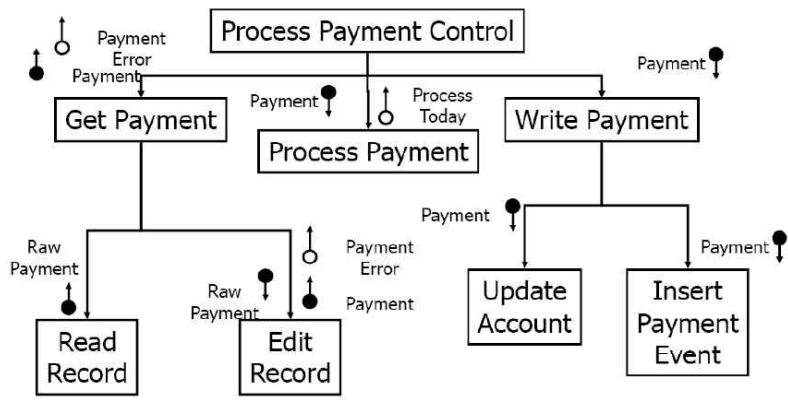 Process Payment Control
Payment
Error
Payment
Payment
Get Payment
Payment
Process
Today
Write Payment
Process Payment
Payment
Payment
Raw
Payment
Payment
Error
Raw
Payment
Payment
Update
Account
Insert
Payment
Event
Read
Record
Edit
Record